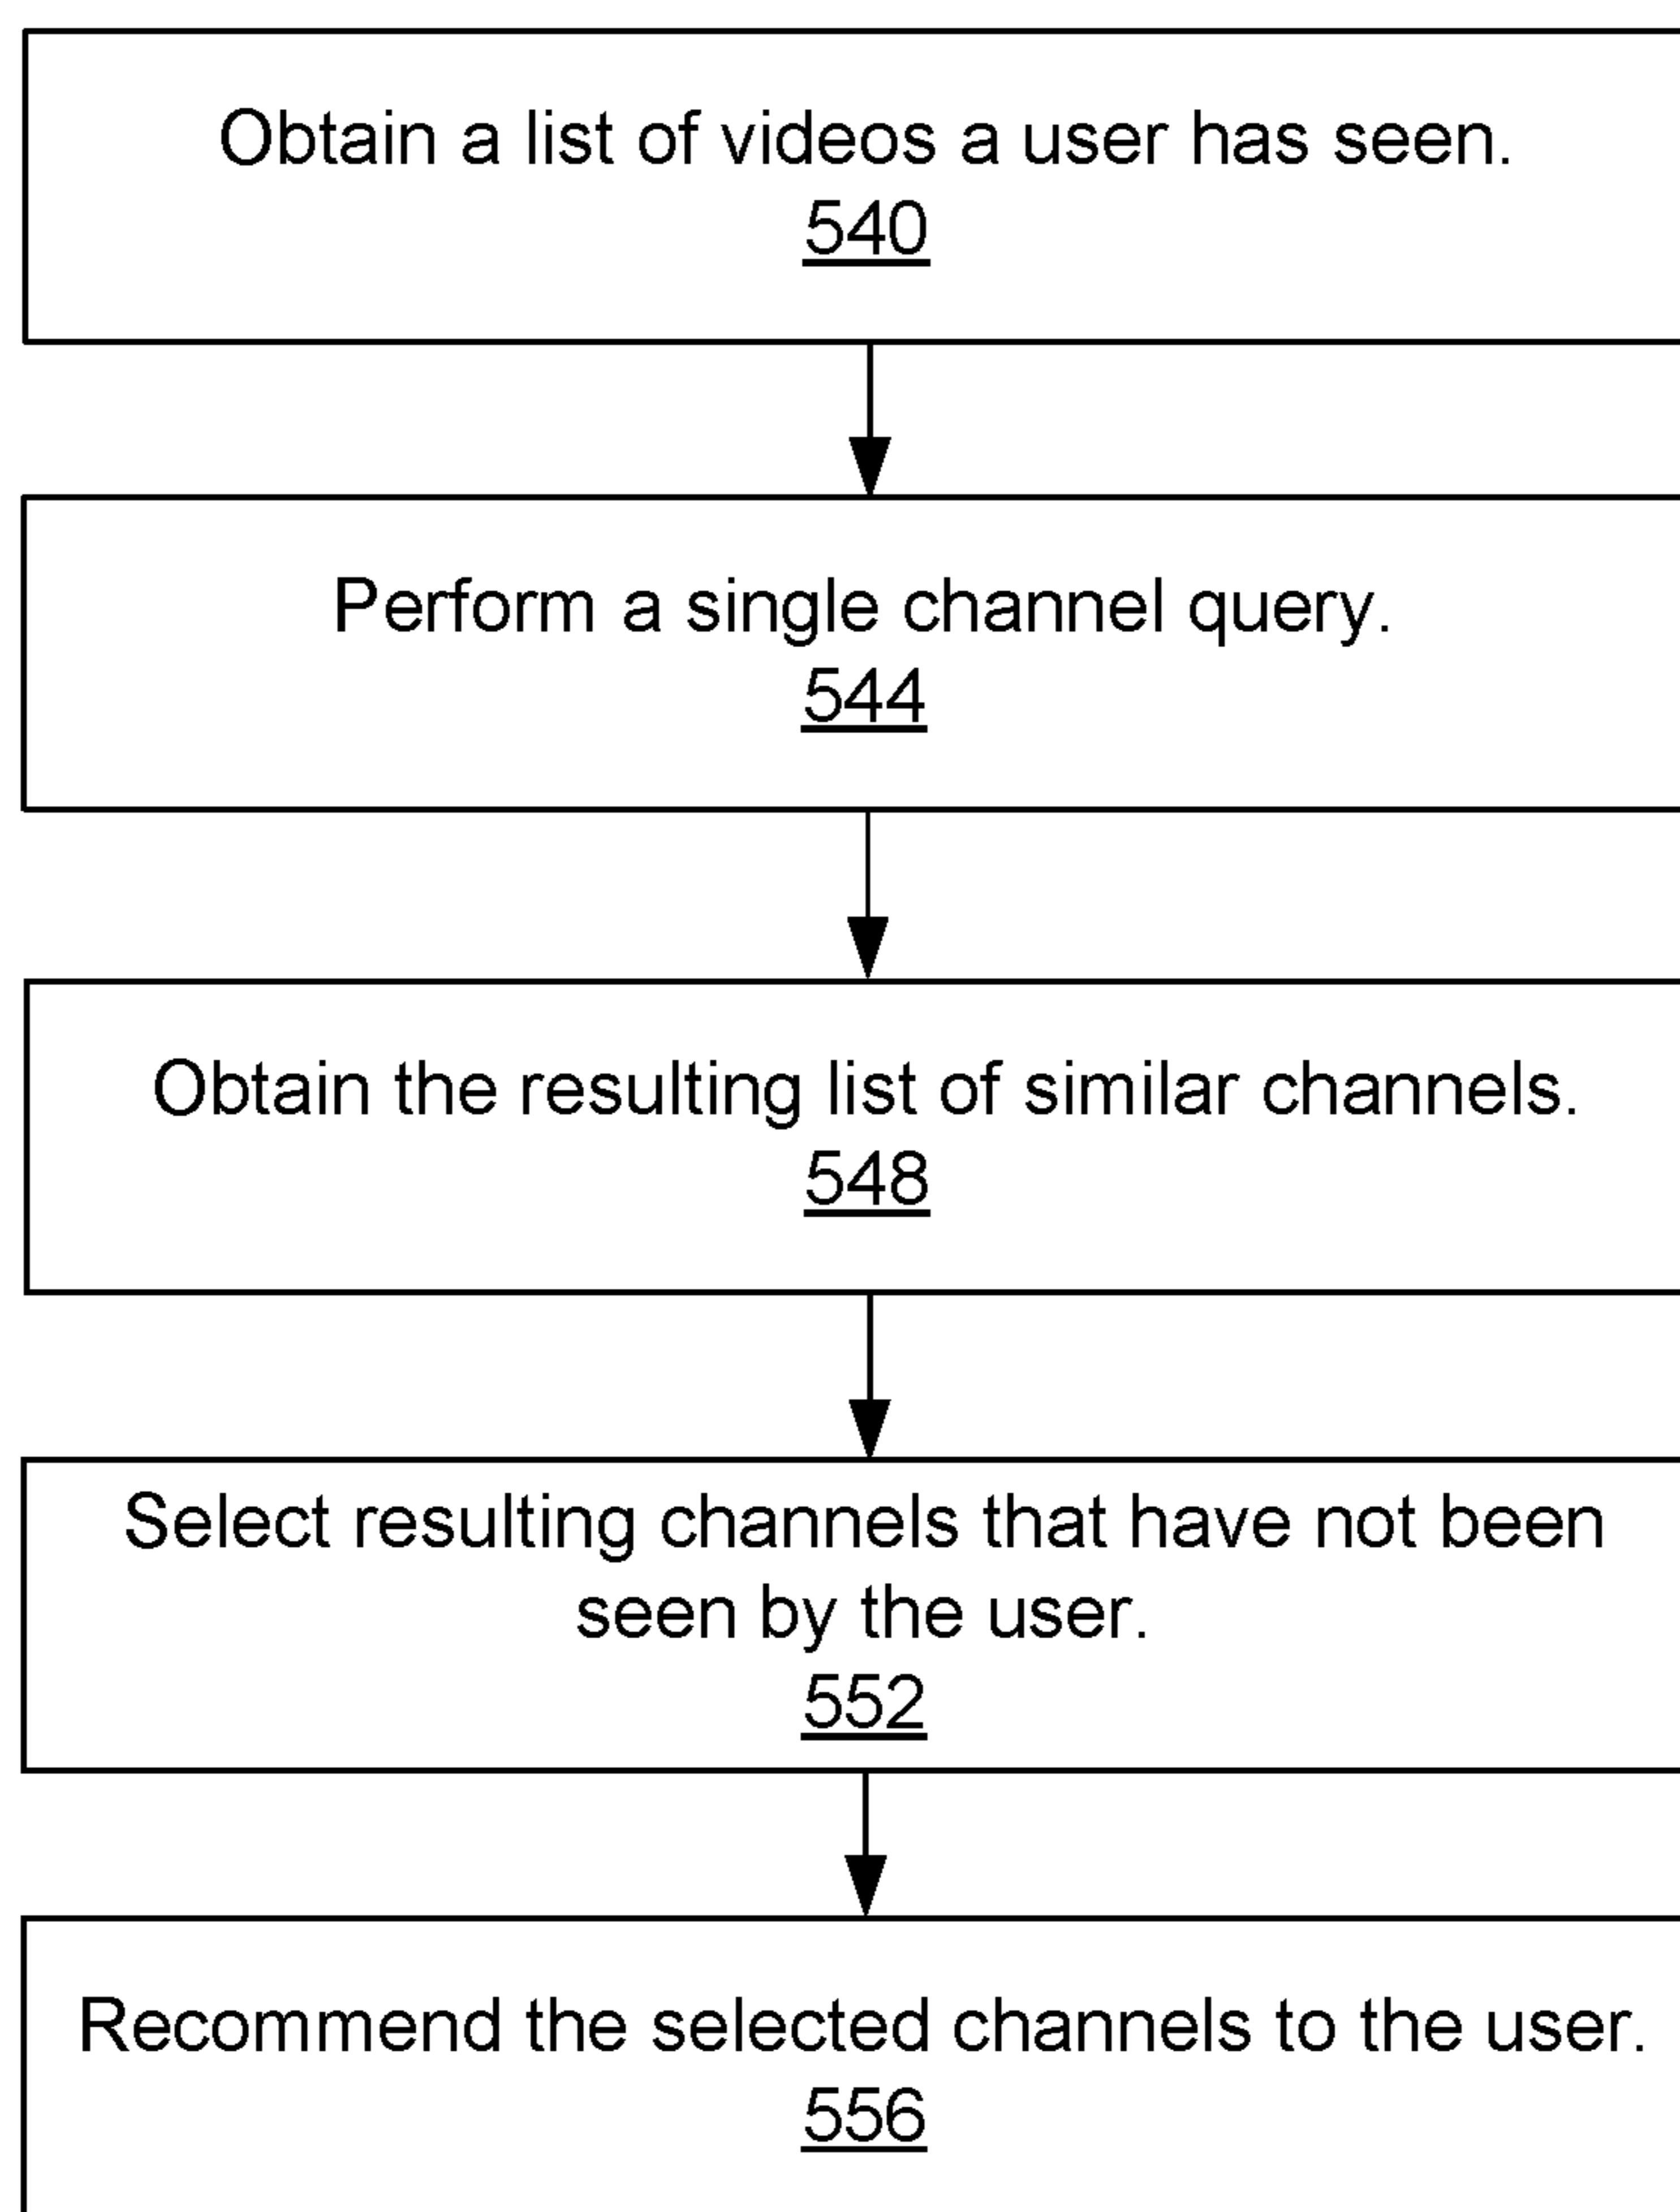 Obtain a list of videos a user has seen.
540
Perform a single channel query.
544
Obtain the resulting list of similar channels.
548
Select resulting channels that have not been
seen by the user.
552
Recommend the selected channels to the user.
556